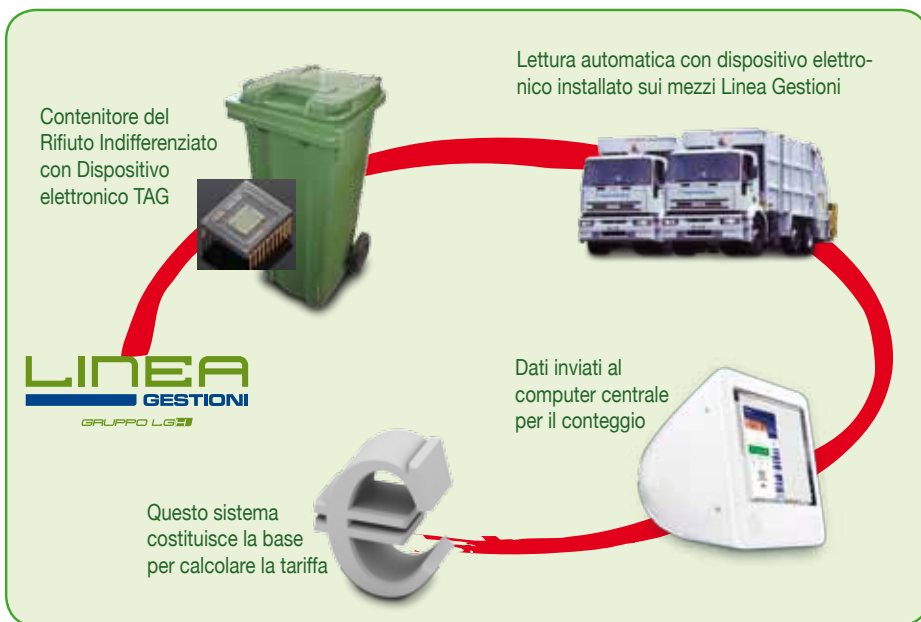 Lettura automatica con dispositivo elettro-
nico installato sui mezzi Linea Gestioni
Contenitore del
Rifiuto Indifferenziato
con Dispositivo
elettronico TAG
LINEA
GESTIONI
GRUPPO LGH
Dati inviati al
computer centrale
per il conteggio
Questo sistema
costituisce la base
per calcolare la tariffa